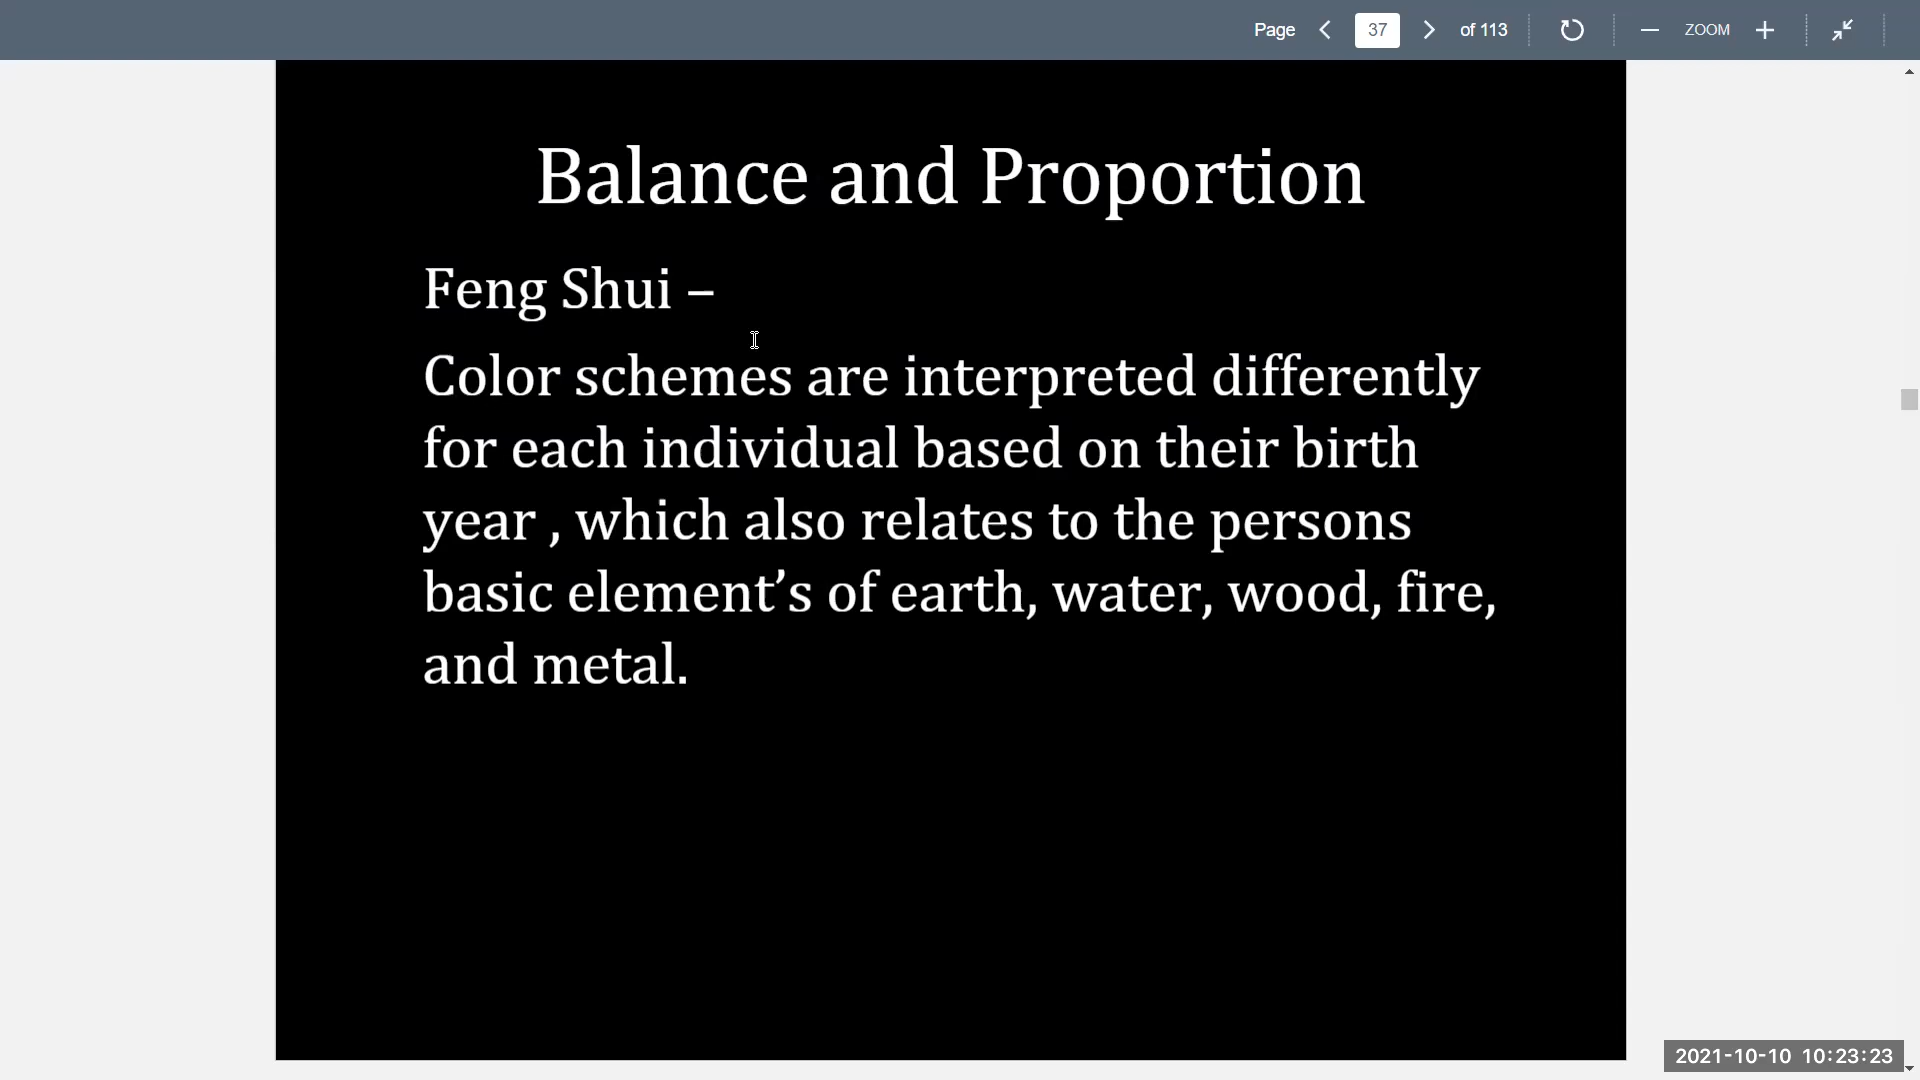 Page 37 of 113 ZOOM
Balance and Proportion
Feng Shui –
Color schemes are interpreted differently
for each individual based on their birth
year , which also relates to the persons
basic element’s of earth, water, wood, fire,
and metal.
2021-10-10 10:23:23